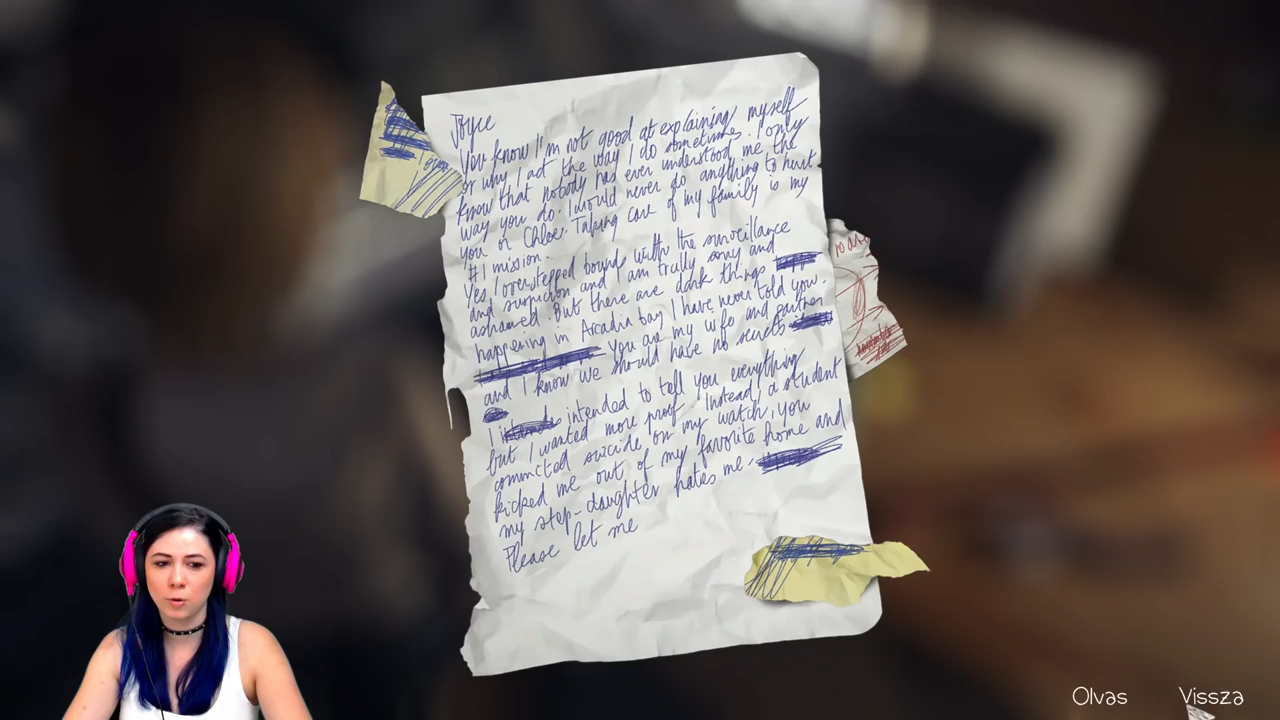 Joyce
You know I'm not good at explaining myself
or why I act the way I do sometimes. I only
know that nobody has ever understood me the
way you do. I would never do anything to hurt
you or Chloe. Taking care of my family is my
#1 mission.
Yes I overstepped bounds with the surveillance
and suspicion and I am trully sorry and
ashamed. But there are dark things
happening in Arcadia bay I have never told you.
You are my wife and partner
and I know we should have no secrets
I intended to tell you everything
but I wanted more proof. Instead, a student
commited suicide on my watch, you
kicked me out of my favorite home and
my step-daughter hates me.
Please let me
Olvas Vissza